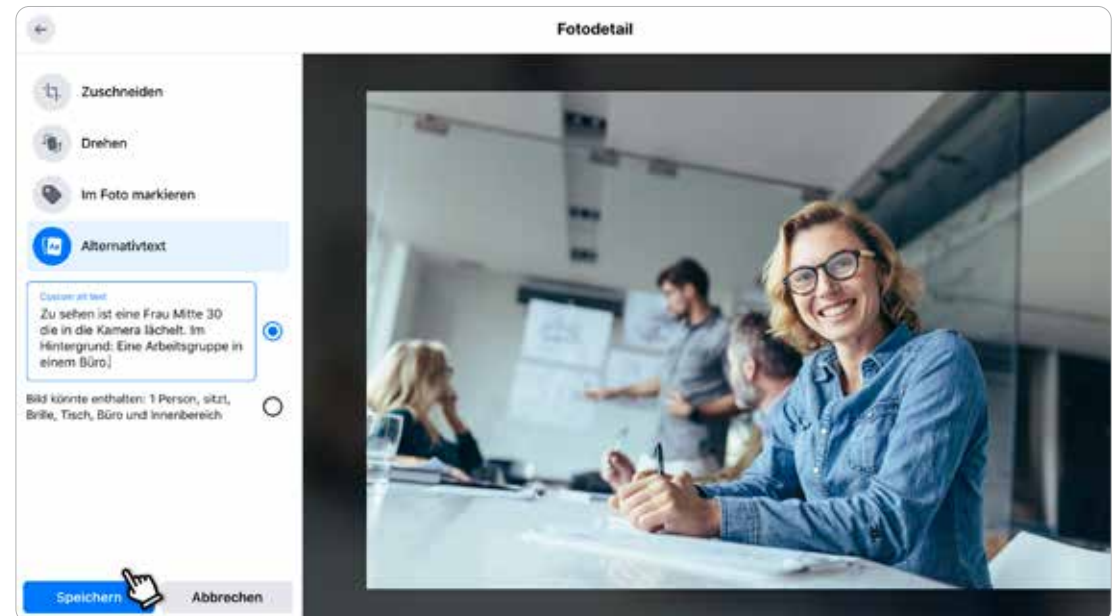 Fotodetail
Zuschneiden
Drehen
Im Foto markieren
Alternativtext
Custom alt text
Zu sehen ist eine Frau Mitte 30
die in die Kamera lächelt. Im
Hintergrund: Eine Arbeitsgruppe in
einem Büro.
Bild könnte enthalten: 1 Person, sitzt,
Brille, Tisch, Büro und Innenbereich
Speichern
Abbrechen